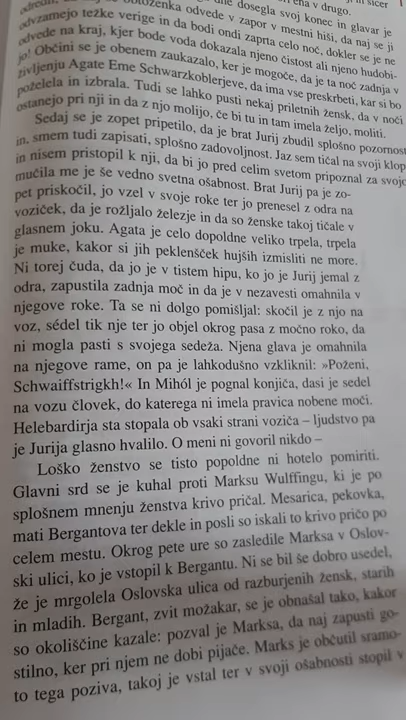 dosegla svoj konec in glavar je
obtoženka odvede v zapor v mestni hiši, da naj se ji
odvzamejo težke verige in da bodi ondi zaprta celo noč, dokler se je ne
odvede na kraj, kjer bode voda dokazala njeno čistost ali njeno hudobi-
jo! Občini se je obenem zaukazalo, ker je mogoče, da je ta noč zadnja v
življenju Agate Eme Schwarzkoblerjeve, da ima vse preskrbeti, kar si bo
poželela in izbrala. Tudi se lahko pusti nekaj priletnih žensk, da v noči
ostanejo pri nji in da z njo molijo, če bi tu in tam imela željo, moliti.
Sedaj se je zopet pripetilo, da je brat Jurij zbudil splošno pozornost
in, smem tudi zapisati, splošno zadovoljnost. Jaz sem tičal na svoji klop
in nisem pristopil k nji, da bi jo pred celim svetom pripoznal za svoje
mučila me je še vedno svetna ošabnost. Brat Jurij pa je zo-
pet priskočil, jo vzel v svoje roke ter jo prenesel z odra na
voziček, da je rožljalo železje in da so ženske takoj tičale v
glasnem joku. Agata je celo dopoldne veliko trpela, trpela
je muke, kakor si jih peklenšček hujših izmisliti ne more.
Ni torej čuda, da jo je v tistem hipu, ko jo je Jurij jemal z
odra, zapustila zadnja moč in da je v nezavesti omahnila v
njegove roke. Ta se ni dolgo pomišljal: skočil je z njo na
voz, sédel tik nje ter jo objel okrog pasa z močno roko, da
ni mogla pasti s svojega sedeža. Njena glava je omahnila
na njegove rame, on pa je lahkodušno vzkliknil: »Poženi,
Schwaiffstrigkh!« In Mihól je pognal konjiča, dasi je sedel
na vozu človek, do katerega ni imela pravica nobene moči.
Helebardirja sta stopala ob vsaki strani voziča – ljudstvo pa
je Jurija glasno hvalilo. O meni ni govoril nikdo –
Loško ženstvo se tisto popoldne ni hotelo pomiriti.
Glavni srd se je kuhal proti Marksu Wulffingu, ki je po
splošnem mnenju ženstva krivo pričal. Mesarica, pekovka,
mati Bergantova ter dekle in posli so iskali to krivo pričo po
celem mestu. Okrog pete ure so zasledile Marksa v Oslov-
ski ulici, ko je vstopil k Bergantu. Ni se bil še dobro usedel,
že je mrgolela Oslovska ulica od razburjenih žensk, starih
in mladih. Bergant, zvit možakar, se je obnašal tako, kakor
so okoliščine kazale: pozval je Marksa, da naj zapusti go-
stilno, ker pri njem ne dobi pijače. Marks je občutil sramo-
to tega poziva, takoj je vstal ter v svoji ošabnosti stopil v